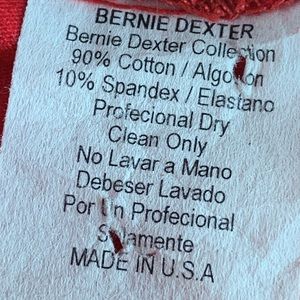 BERNIE DEXTER
Bernie Dexter Collection
90% Cotton / Algodon
10% Spandex / Elastano
Profecional Dry
Clean Only
No Lavar a Mano
Debeser Lavado
Por Un Profecional
Solamente
MADE IN U.S.A